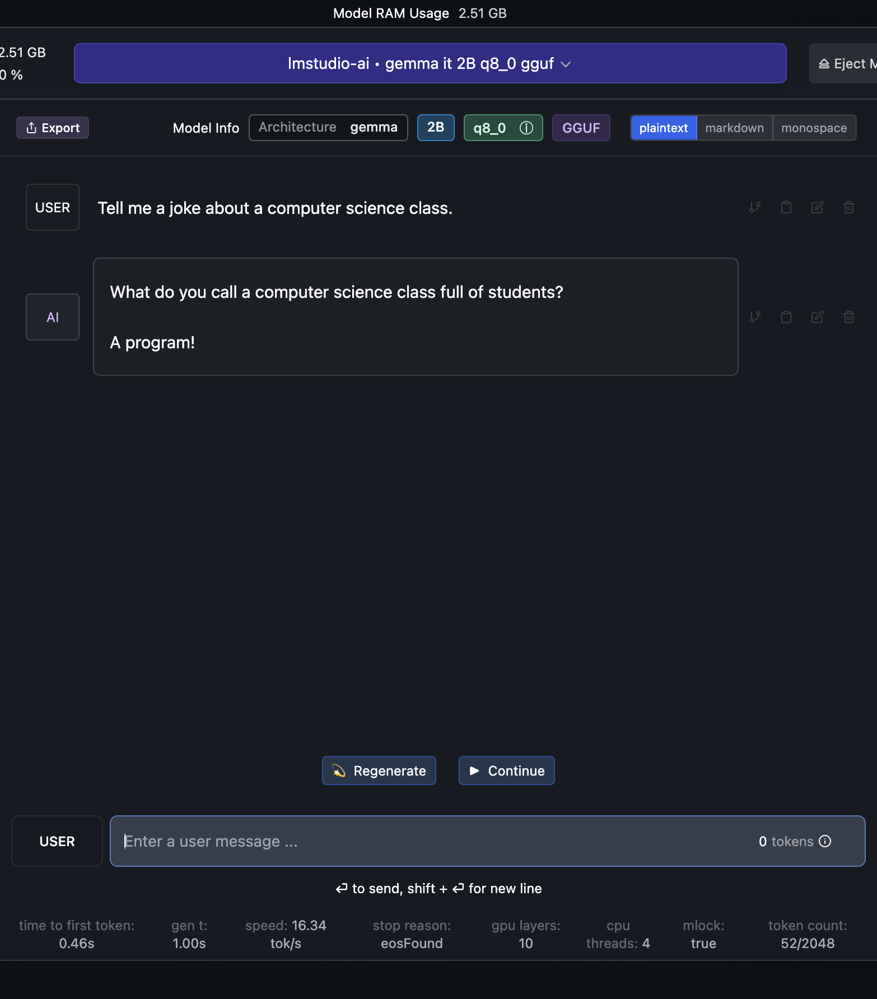 Model RAM Usage 2.51 GB
2.51 GB
0 %
lmstudio-ai • gemma it 2B q8_0 gguf
Eject M
Export
Model Info
Architecture gemma
2B
q8_0
GGUF
plaintext
markdown
monospace
USER
Tell me a joke about a computer science class.
AI
What do you call a computer science class full of students?
A program!
Regenerate
Continue
USER
Enter a user message ...
0 tokens
⏎ to send, shift + ⏎ for new line
time to first token:
0.46s
gen t:
1.00s
speed: 16.34
tok/s
stop reason:
eosFound
gpu layers:
10
cpu
threads: 4
mlock:
true
token count:
52/2048